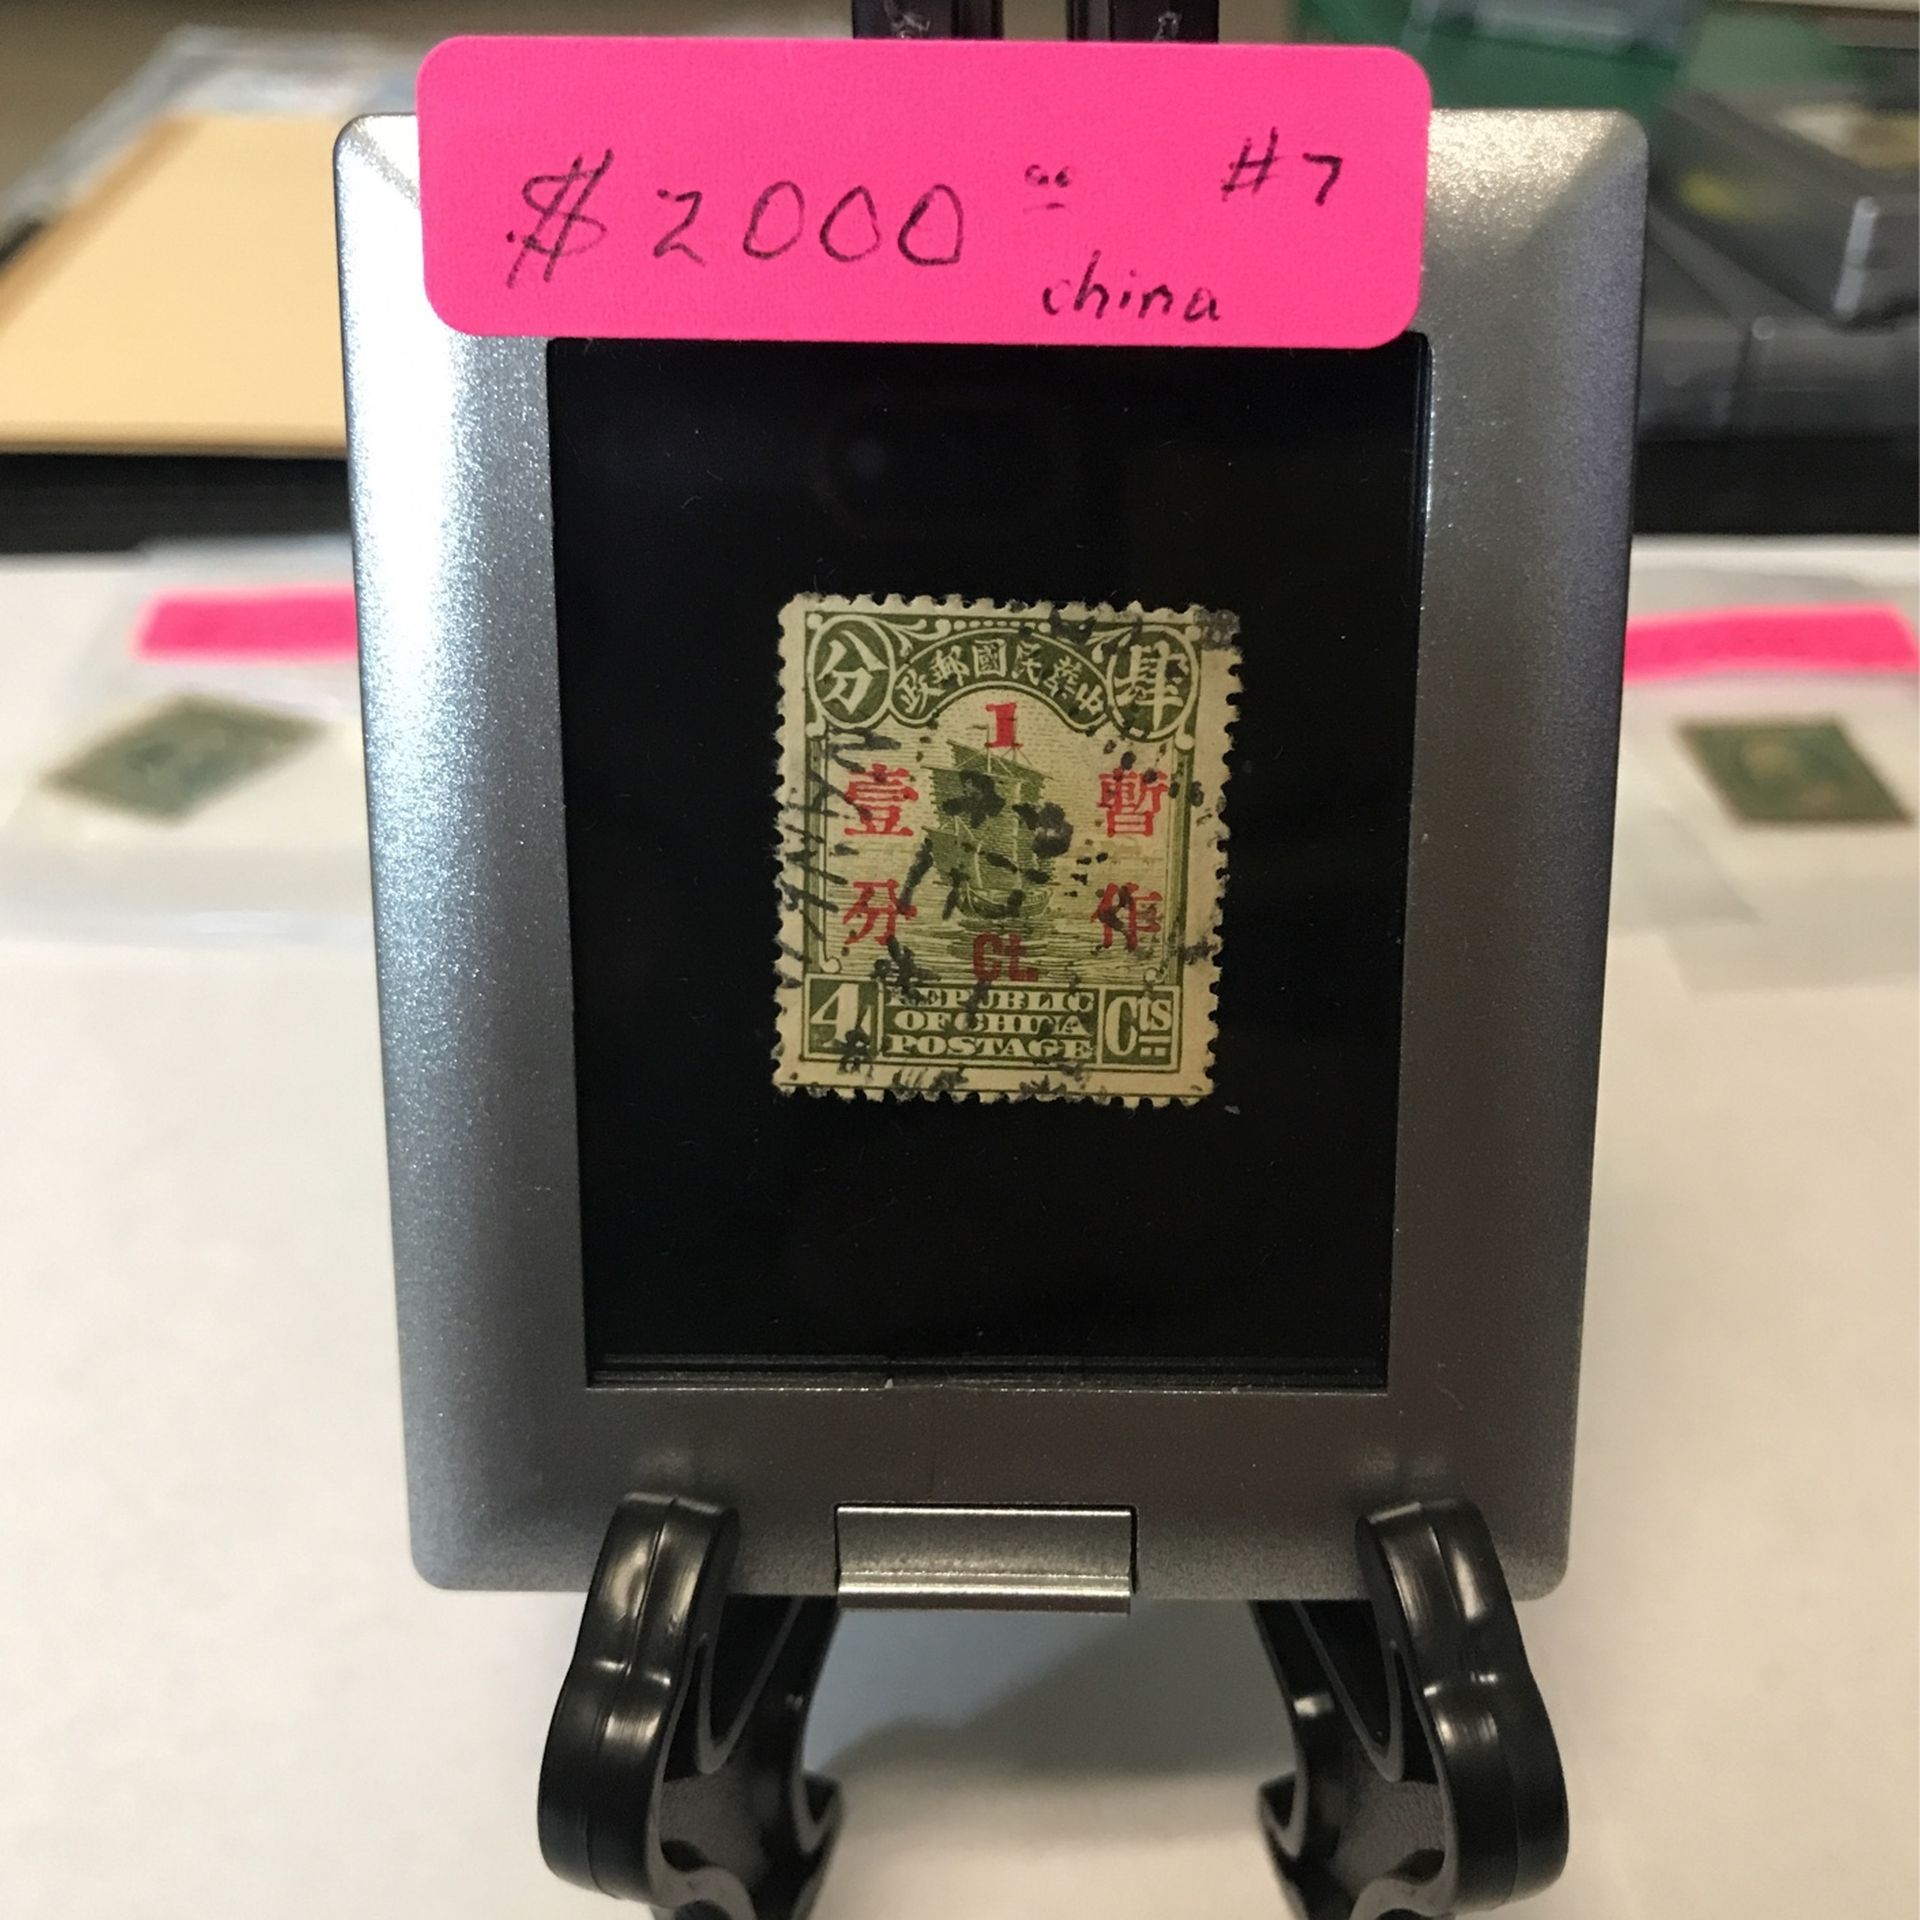 $2000 00 #7
china
分 中華民國郵政 肆
1
壹分 暫作
Ct.
4 REPUBLIC OF CHINA POSTAGE Cts